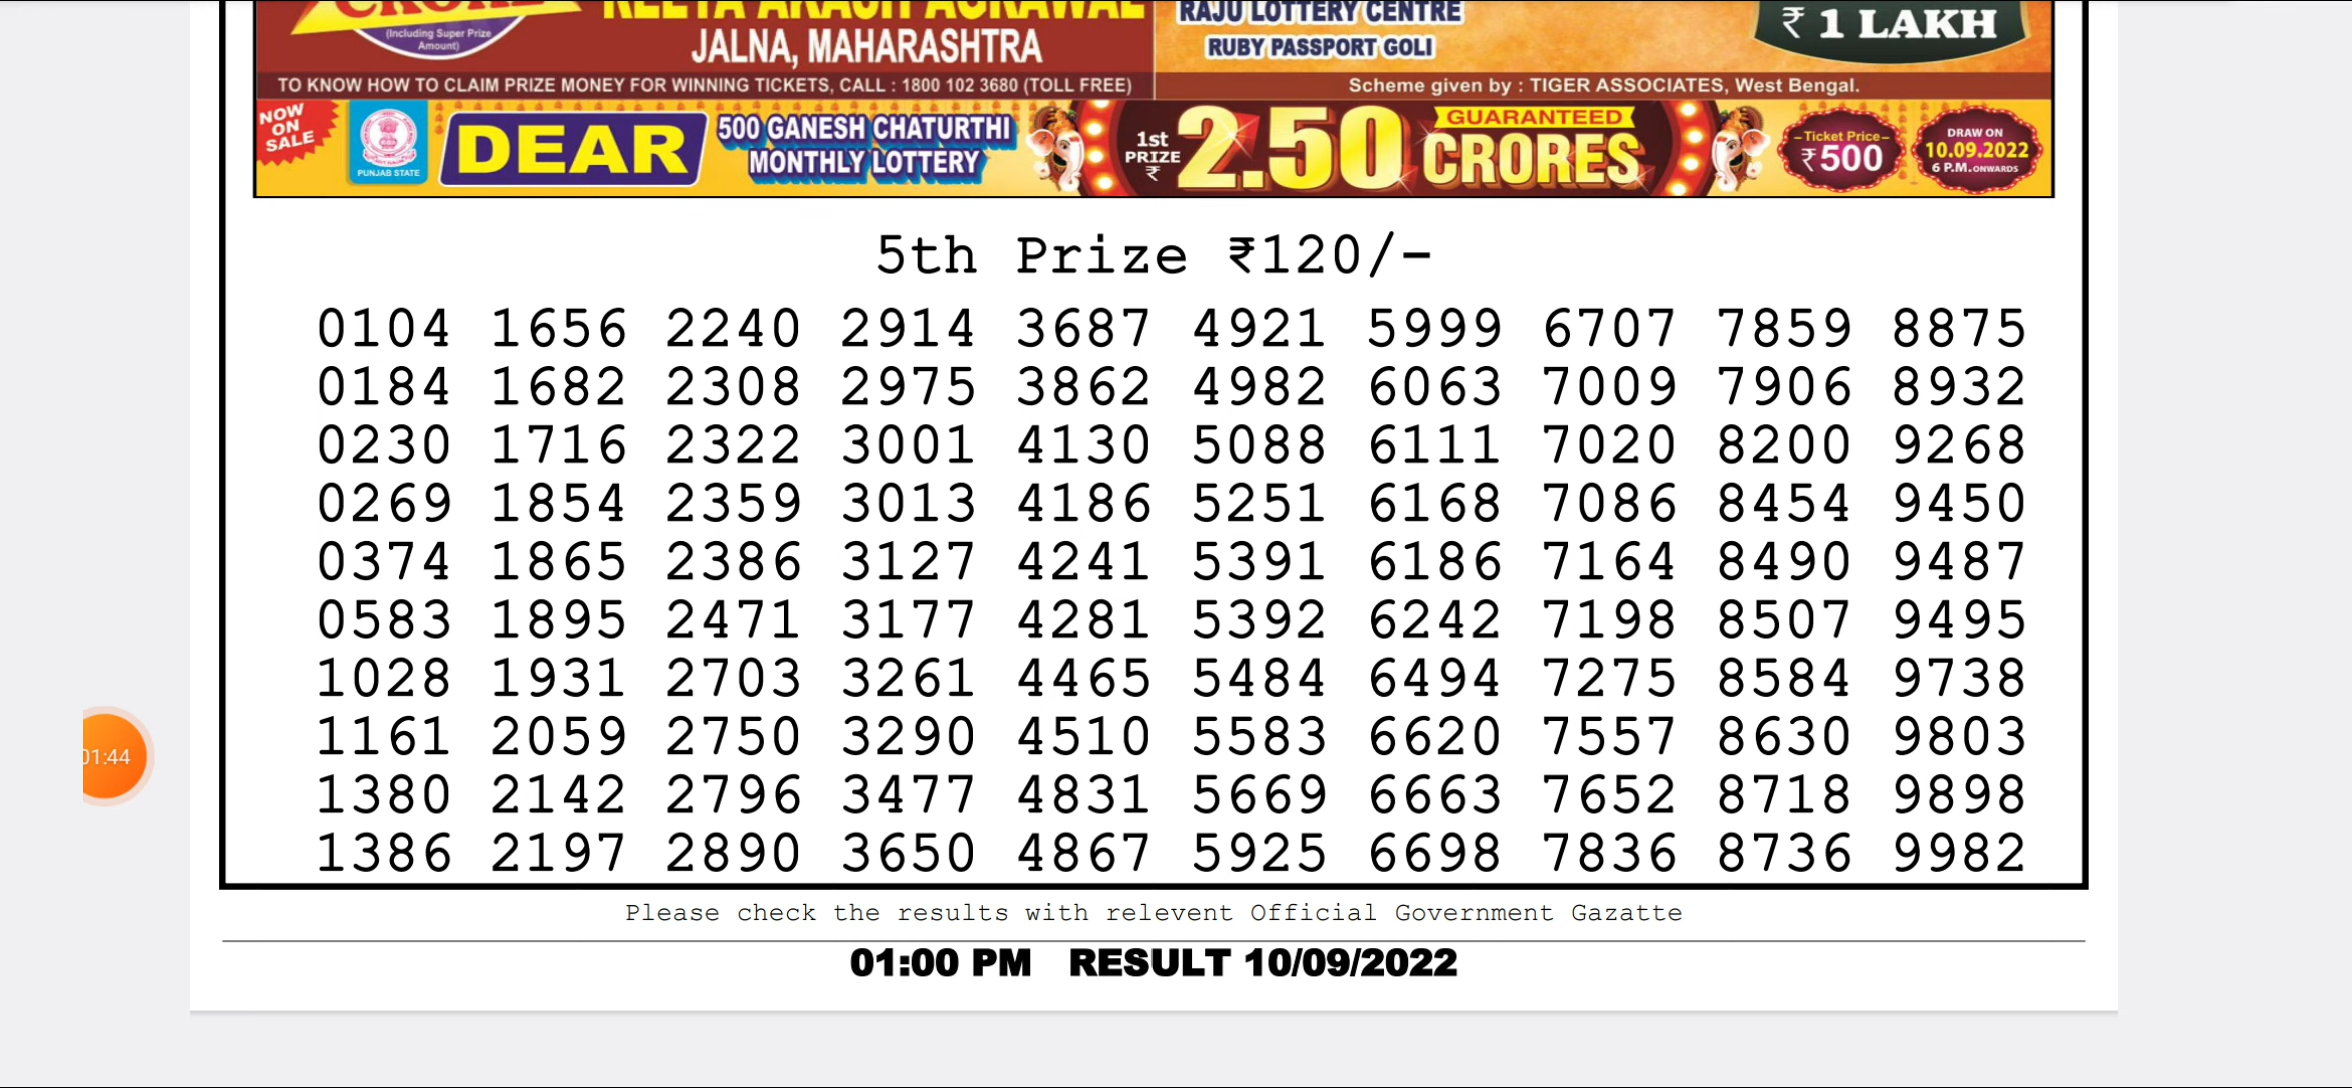 (Including Super Prize
Amount)
JALNA, MAHARASHTRA
RAJU LOTTERY CENTRE
RUBY PASSPORT GOLI
₹ 1 LAKH
TO KNOW HOW TO CLAIM PRIZE MONEY FOR WINNING TICKETS, CALL : 1800 102 3680 (TOLL FREE)
Scheme given by : TIGER ASSOCIATES, West Bengal.
NOW
ON
SALE
PUNJAB STATE
DEAR
500 GANESH CHATURTHI
MONTHLY LOTTERY
1st
PRIZE
₹
2.50
GUARANTEED
CRORES
-Ticket Price-
₹500
DRAW ON
10.09.2022
6 P.M.ONWARDS
5th Prize ₹120/-
0104 1656 2240 2914 3687 4921 5999 6707 7859 8875
0184 1682 2308 2975 3862 4982 6063 7009 7906 8932
0230 1716 2322 3001 4130 5088 6111 7020 8200 9268
0269 1854 2359 3013 4186 5251 6168 7086 8454 9450
0374 1865 2386 3127 4241 5391 6186 7164 8490 9487
0583 1895 2471 3177 4281 5392 6242 7198 8507 9495
1028 1931 2703 3261 4465 5484 6494 7275 8584 9738
1161 2059 2750 3290 4510 5583 6620 7557 8630 9803
1380 2142 2796 3477 4831 5669 6663 7652 8718 9898
1386 2197 2890 3650 4867 5925 6698 7836 8736 9982
01:44
Please check the results with relevent Official Government Gazatte
01:00 PM RESULT 10/09/2022